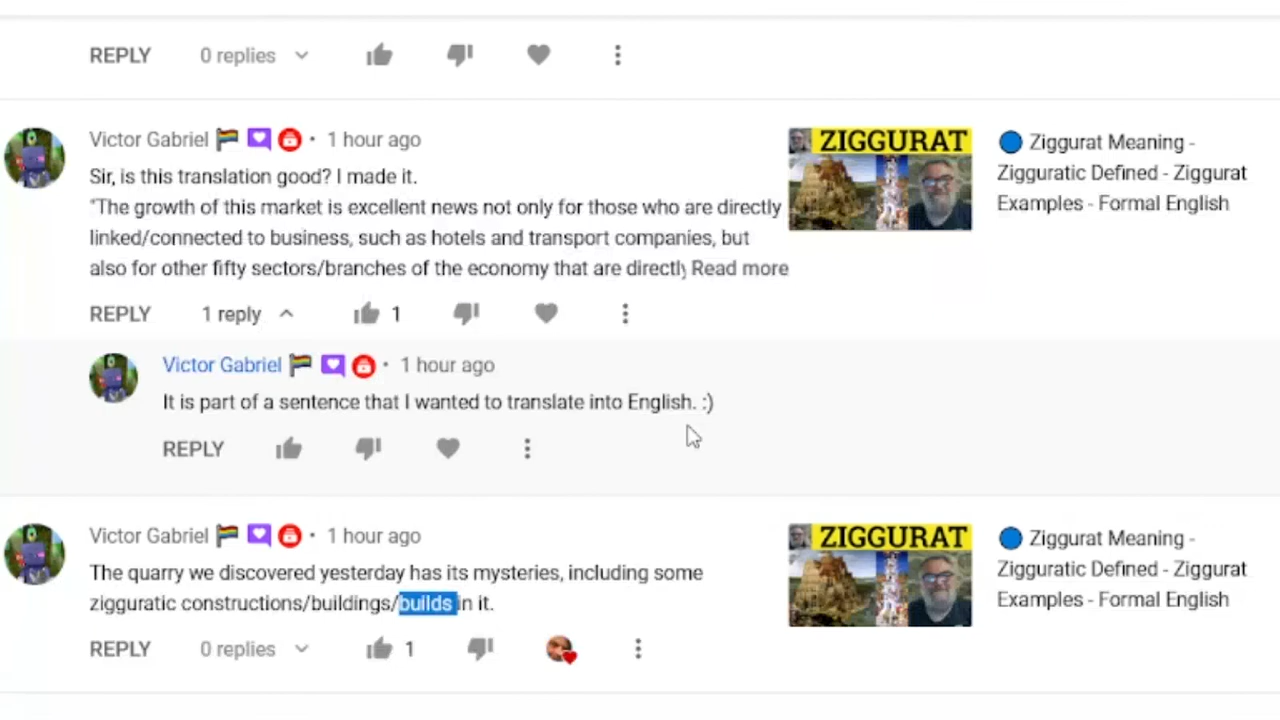 REPLY 0 replies
Victor Gabriel • 1 hour ago
Sir, is this translation good? I made it.
"The growth of this market is excellent news not only for those who are directly
linked/connected to business, such as hotels and transport companies, but
also for other fifty sectors/branches of the economy that are directly Read more
REPLY 1 reply 1
ZIGGURAT
🔵 Ziggurat Meaning -
Zigguratic Defined - Ziggurat
Examples - Formal English
Victor Gabriel • 1 hour ago
It is part of a sentence that I wanted to translate into English. :)
REPLY
Victor Gabriel • 1 hour ago
The quarry we discovered yesterday has its mysteries, including some
zigguratic constructions/buildings/builds in it.
REPLY 0 replies 1
ZIGGURAT
🔵 Ziggurat Meaning -
Zigguratic Defined - Ziggurat
Examples - Formal English